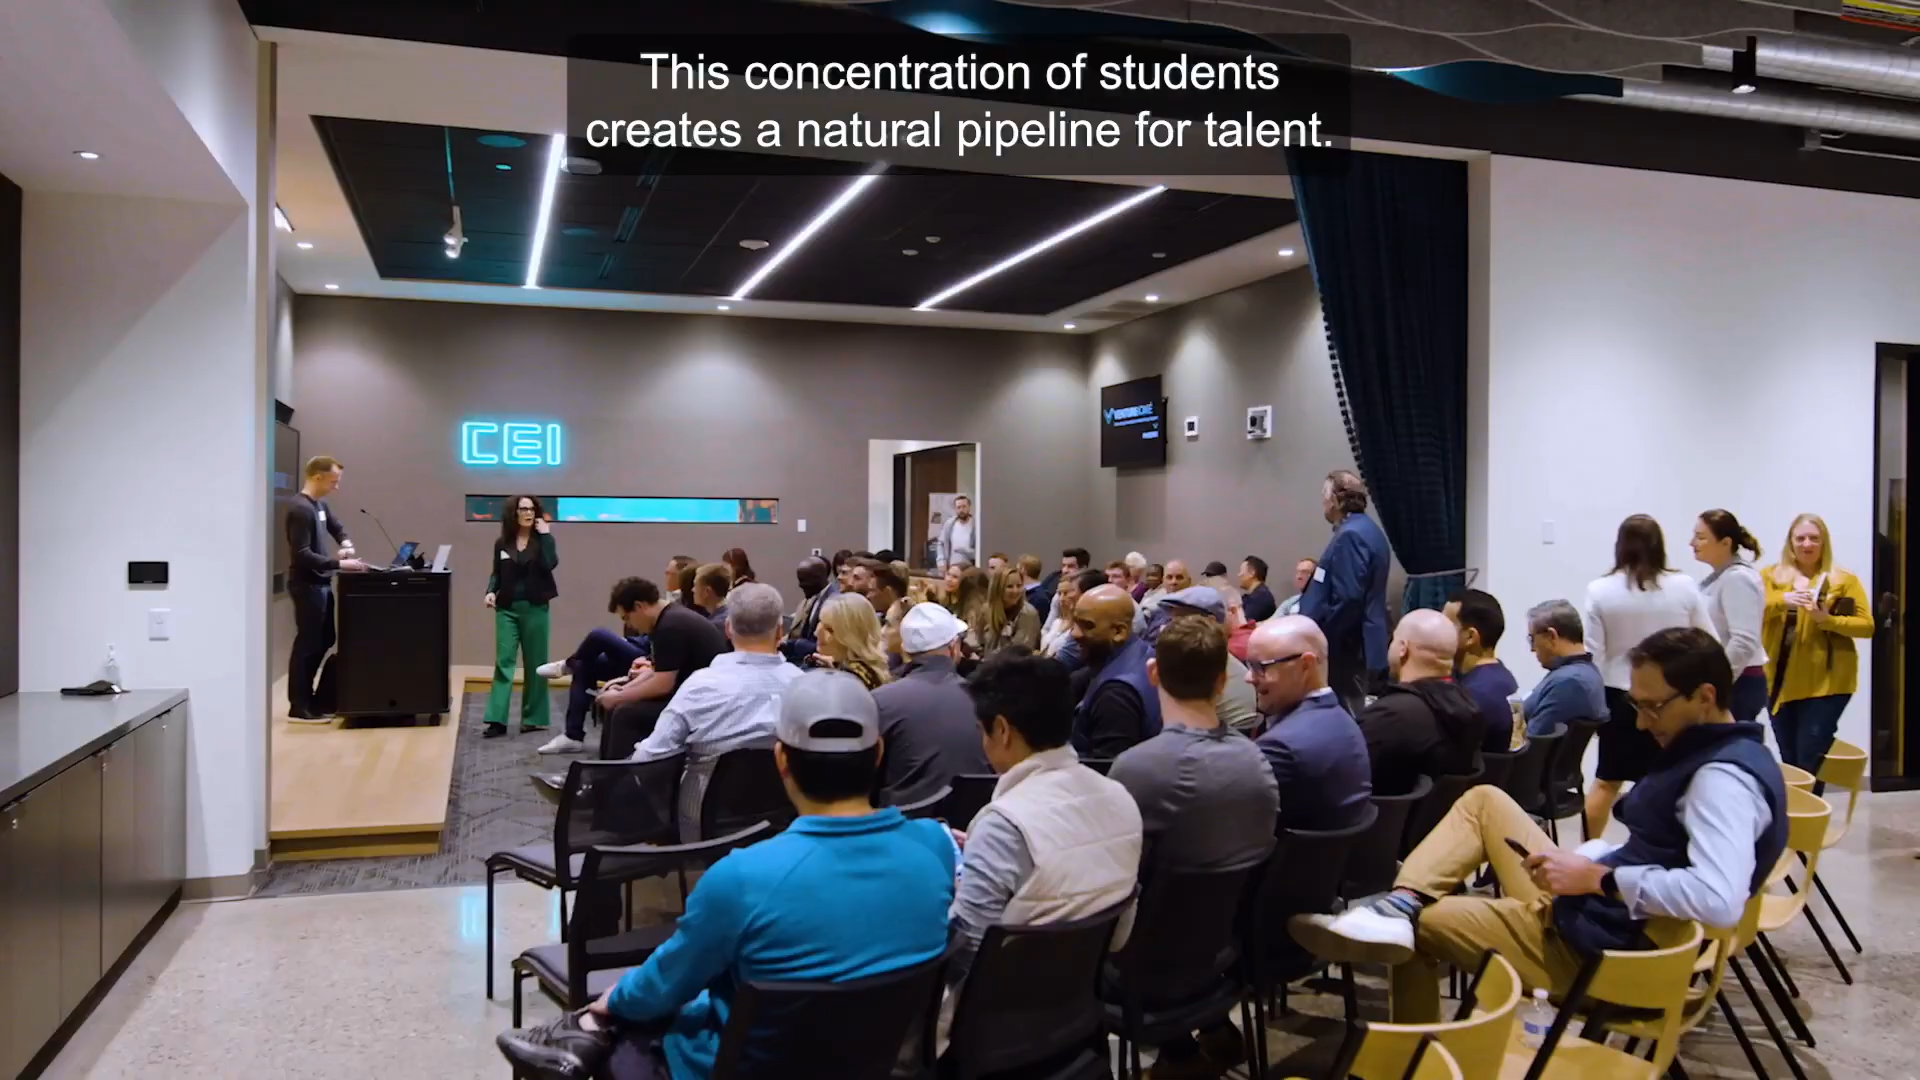 This concentration of students
creates a natural pipeline for talent.
CEI